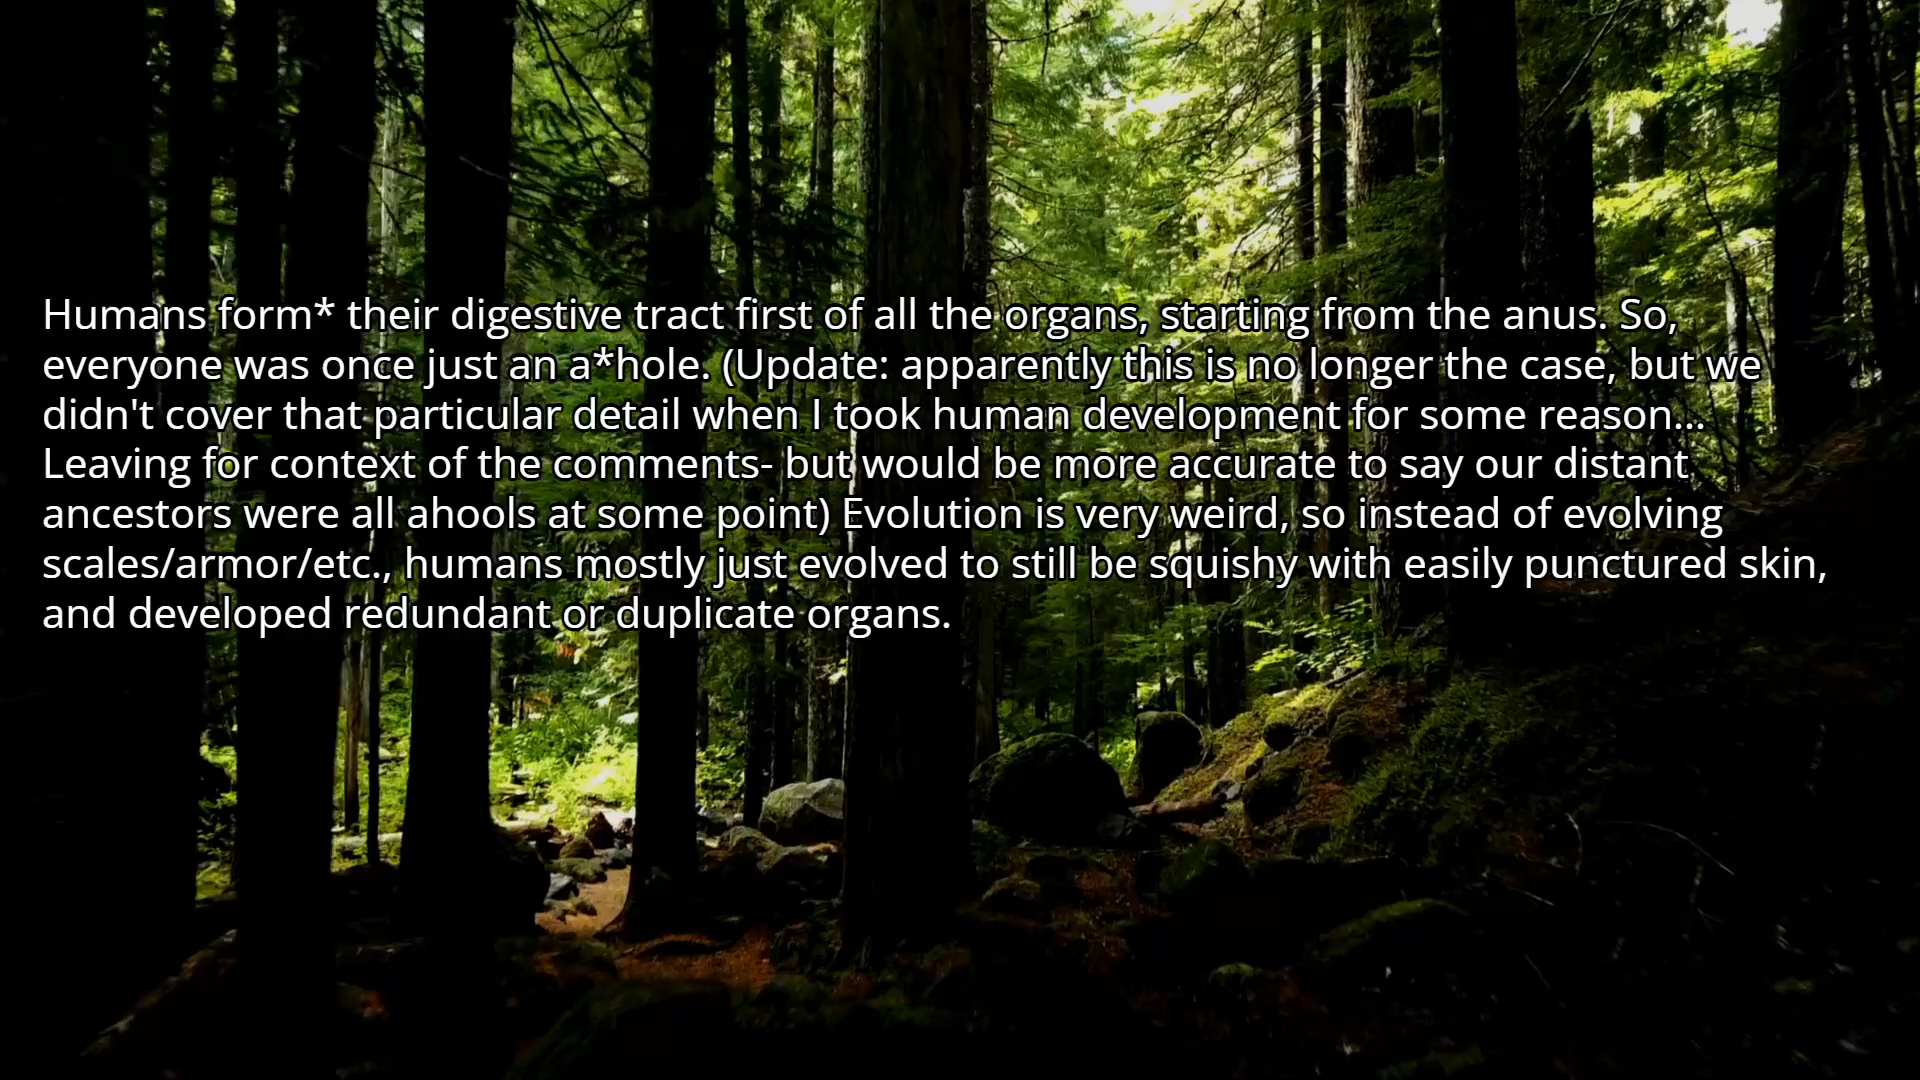 Humans form* their digestive tract first of all the organs, starting from the anus. So,
everyone was once just an a*hole. (Update: apparently this is no longer the case, but we
didn't cover that particular detail when I took human development for some reason...
Leaving for context of the comments- but would be more accurate to say our distant
ancestors were all ahools at some point) Evolution is very weird, so instead of evolving
scales/armor/etc., humans mostly just evolved to still be squishy with easily punctured skin,
and developed redundant or duplicate organs.